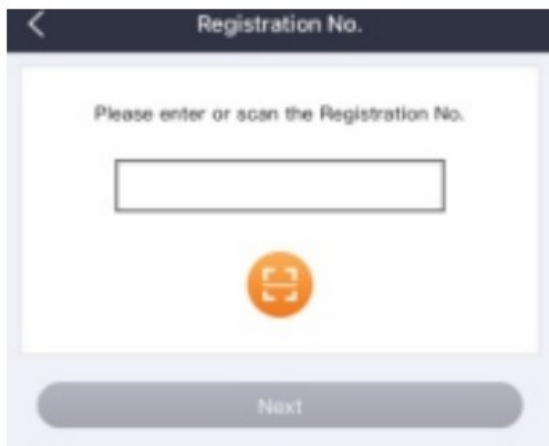 Registration No.
Please enter or scan the Registration No.
Next